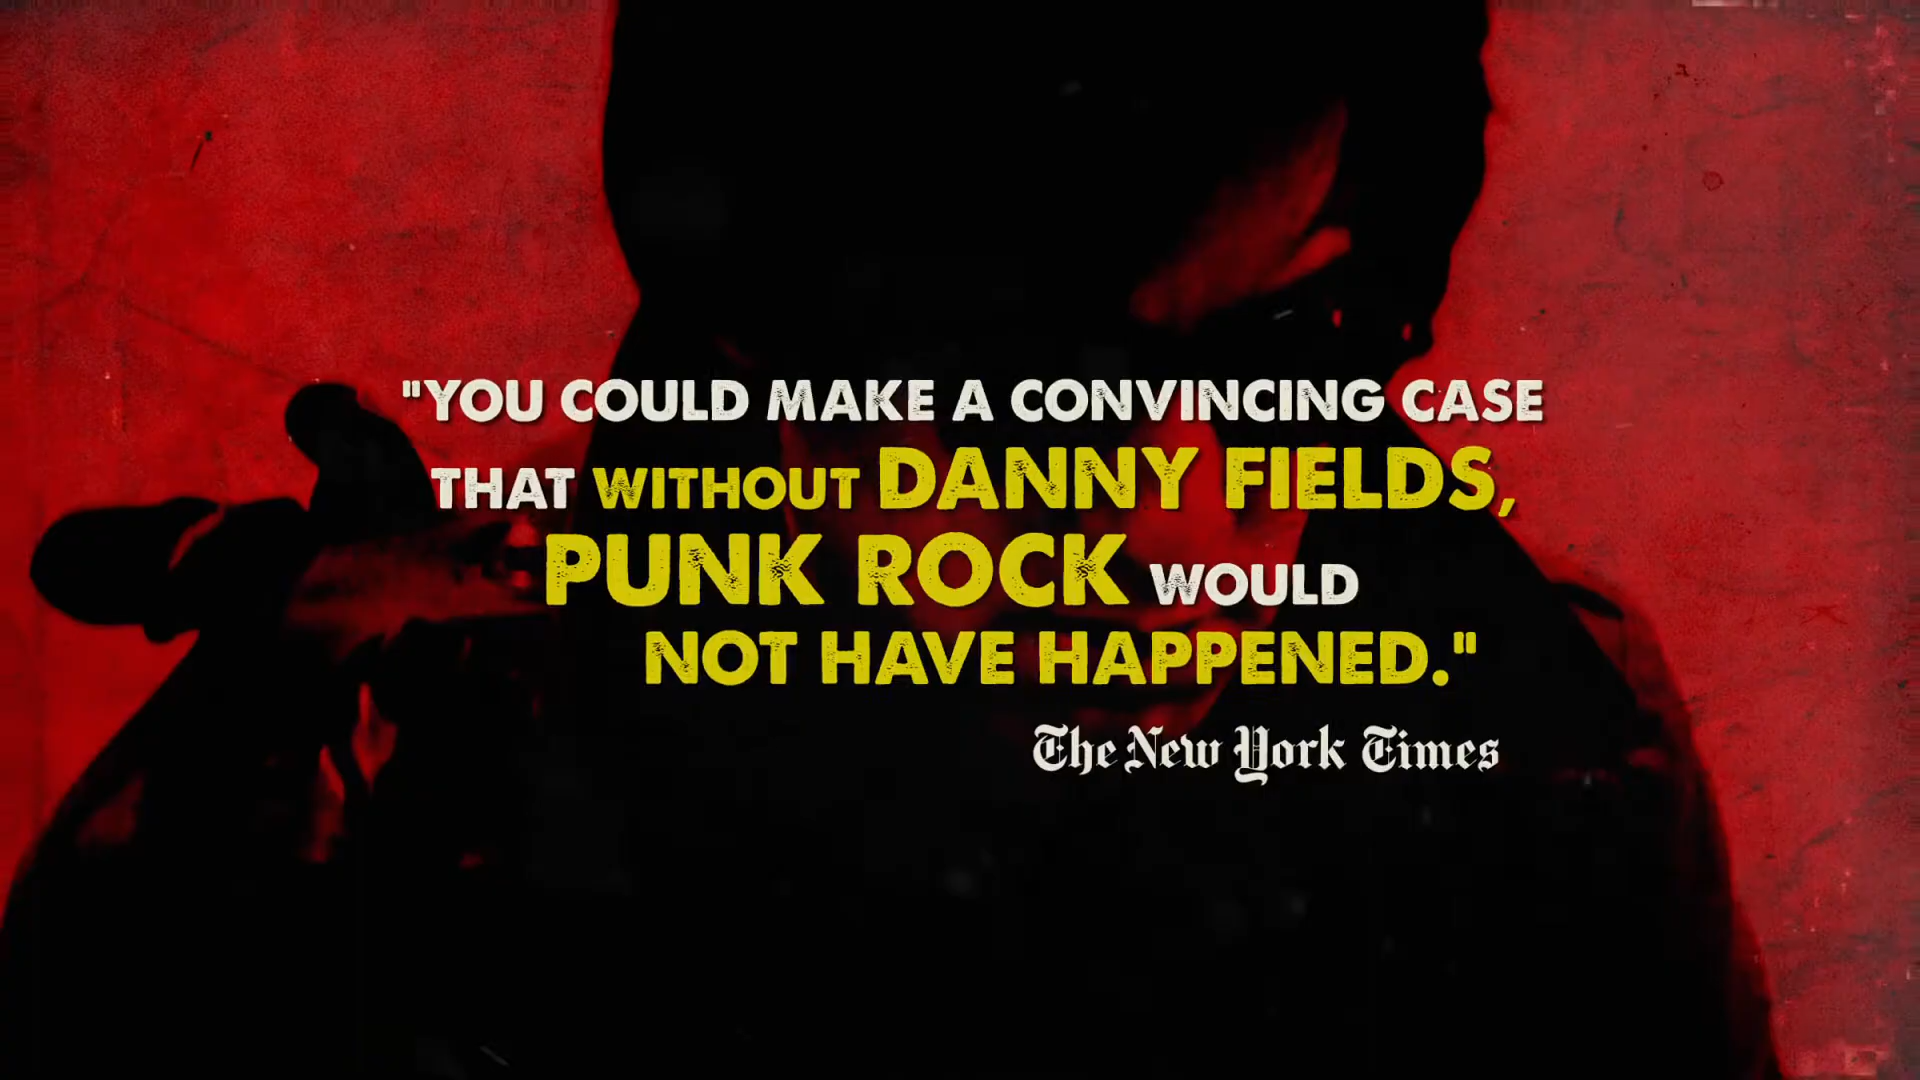 "YOU COULD MAKE A CONVINCING CASE
THAT WITHOUT DANNY FIELDS,
PUNK ROCK WOULD
NOT HAVE HAPPENED."
The New York Times